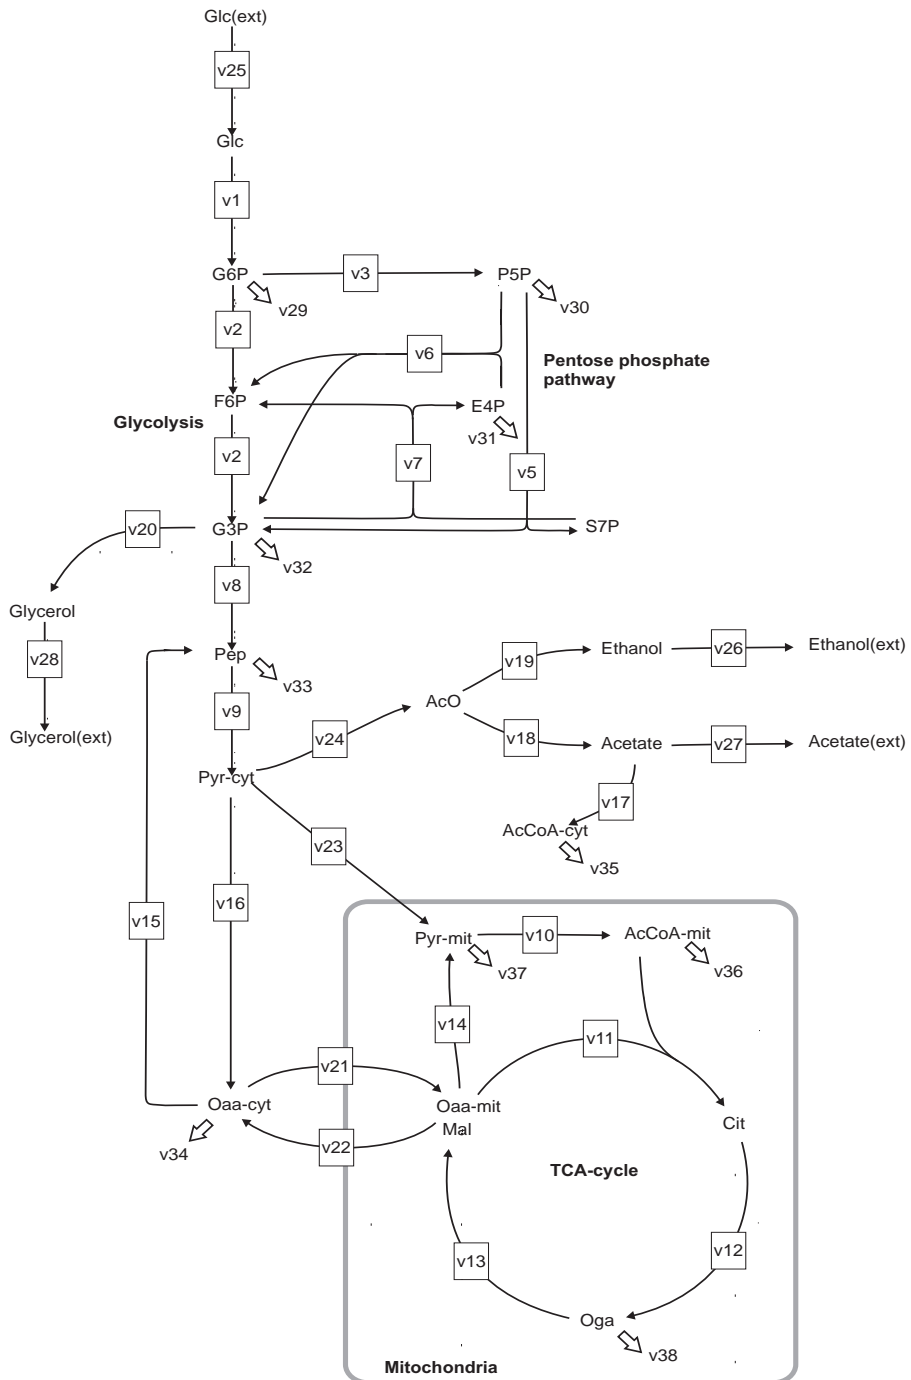 Glc(ext)
v25
Glc
v1
G6P
v3
P5P
v29
v30
v2
v6
Pentose phosphate
pathway
F6P
E4P
Glycolysis
v31
v2
v7
v5
v20
G3P
S7P
v32
v8
Glycerol
v28
Pep
v19
Ethanol
v26
Ethanol(ext)
v33
v9
AcO
Glycerol(ext)
v24
v18
Acetate
v27
Acetate(ext)
Pyr-cyt
v17
AcCoA-cyt
v23
v35
v15
v16
Pyr-mit
v10
AcCoA-mit
v37
v36
v14
v11
v21
Oaa-cyt
Oaa-mit
Mal
Cit
v34
v22
TCA-cycle
v13
v12
Oga
v38
Mitochondria